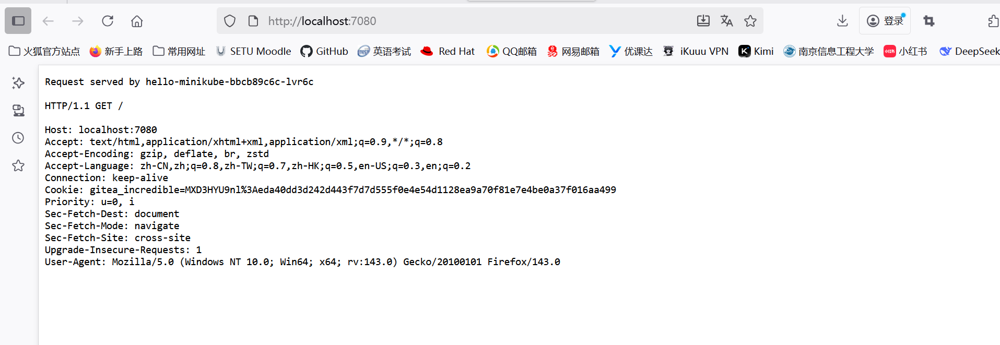 http://localhost:7080
登录
火狐官方站点 新手上路 常用网址 SETU Moodle GitHub 英语考试 Red Hat QQ邮箱 网易邮箱 优课达 iKuuu VPN Kimi 南京信息工程大学 小红书 小红书 DeepSeek
Request served by hello-minikube-bbcb89c6c-lvr6c
HTTP/1.1 GET /
Host: localhost:7080
Accept: text/html,application/xhtml+xml,application/xml;q=0.9,*/*;q=0.8
Accept-Encoding: gzip, deflate, br, zstd
Accept-Language: zh-CN,zh;q=0.8,zh-TW;q=0.7,zh-HK;q=0.5,en-US;q=0.3,en;q=0.2
Connection: keep-alive
Cookie: gitea_incredible=MXD3HYU9nl%3Aeda40dd3d242d443f7d7d555f0e4e54d1128ea9a70f81e7e4be0a37f016aa499
Priority: u=0, i
Sec-Fetch-Dest: document
Sec-Fetch-Mode: navigate
Sec-Fetch-Site: cross-site
Upgrade-Insecure-Requests: 1
User-Agent: Mozilla/5.0 (Windows NT 10.0; Win64; x64; rv:143.0) Gecko/20100101 Firefox/143.0